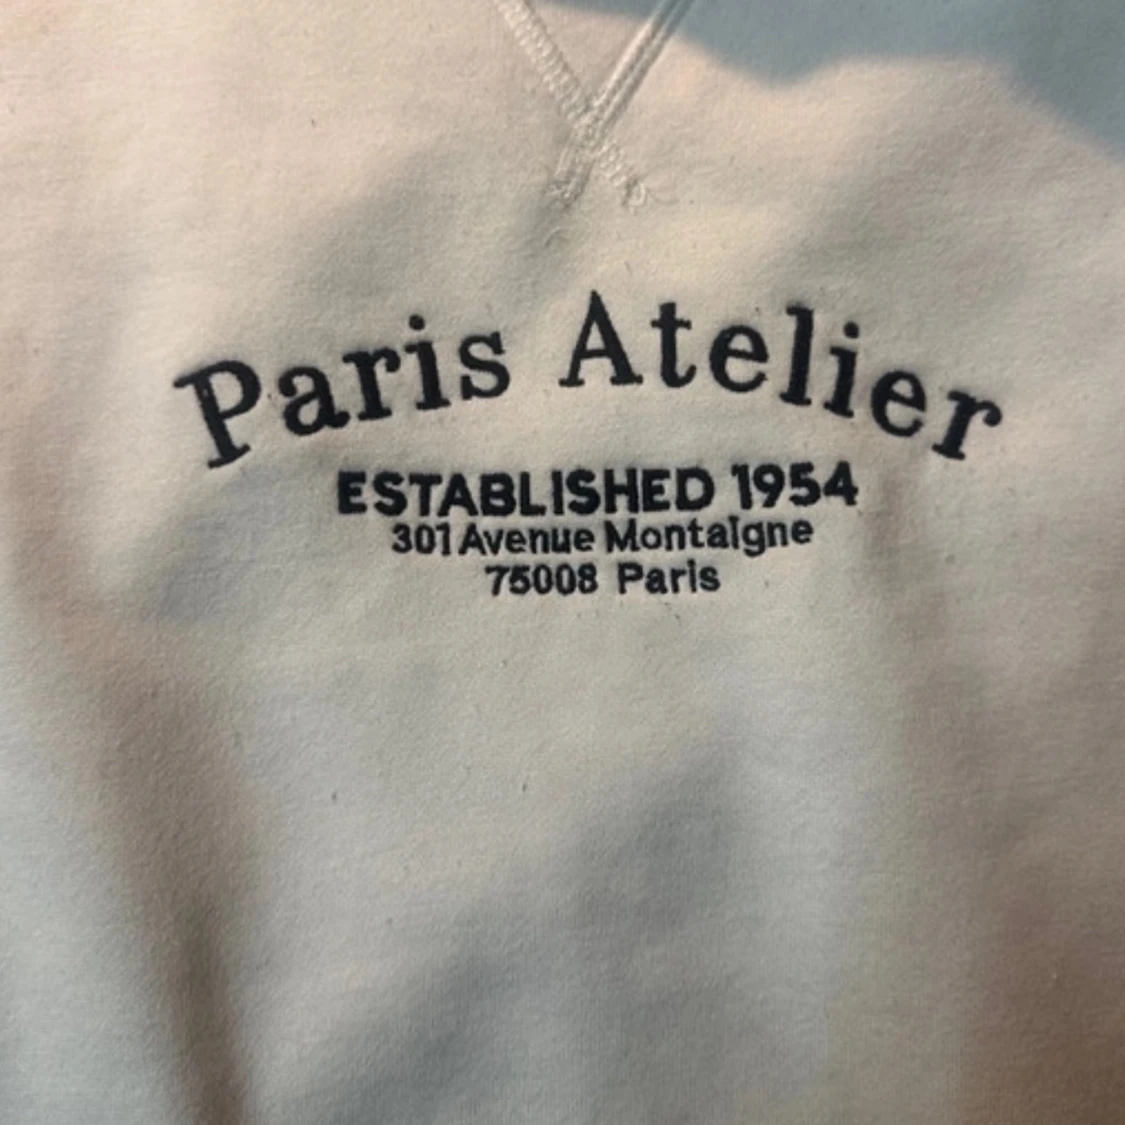 Paris Atelier
ESTABLISHED 1954
301 Avenue Montaigne
75008 Paris